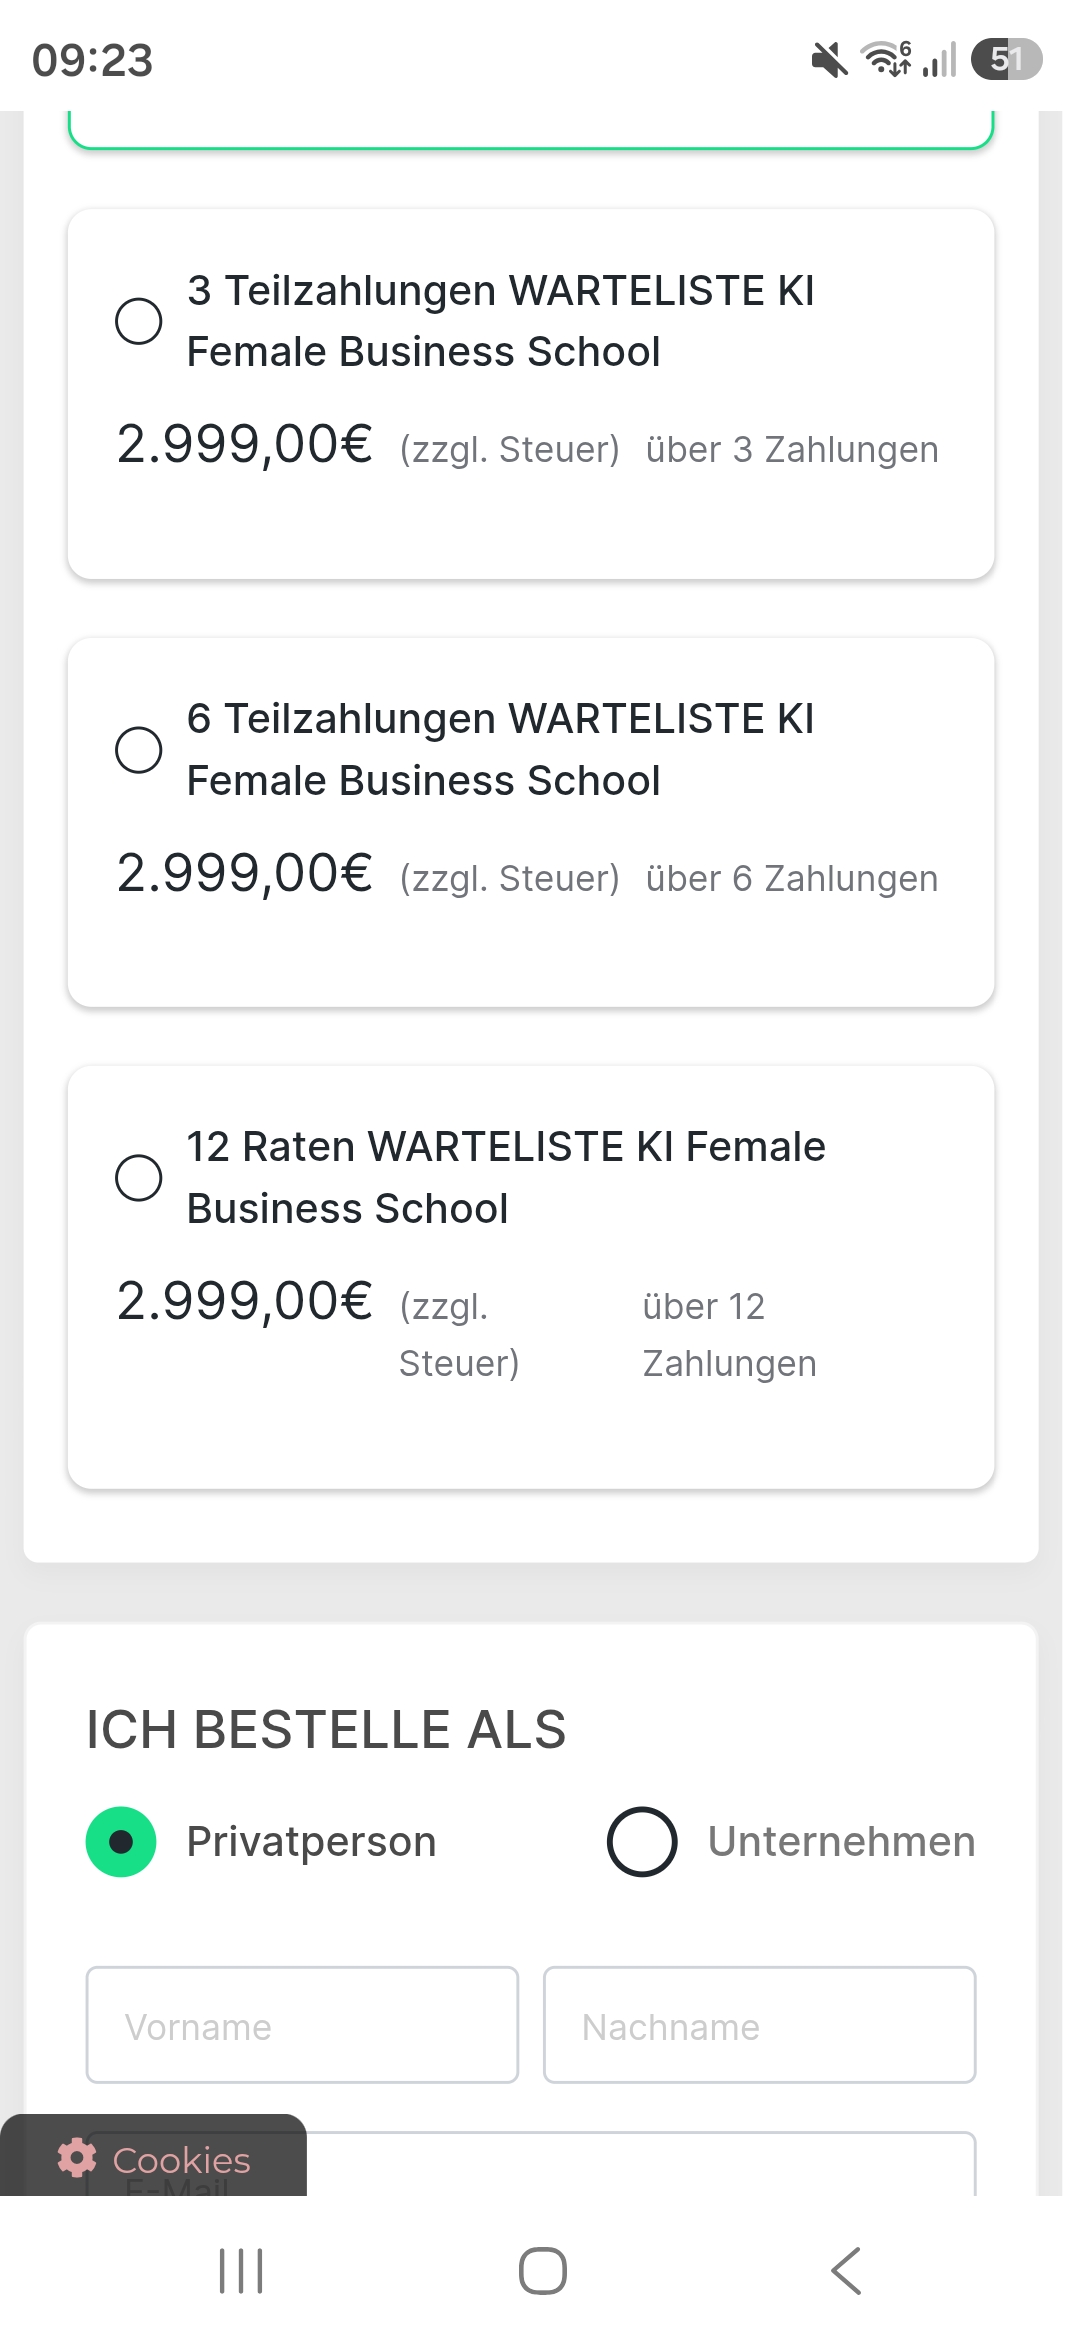 09:23
6
51
3 Teilzahlungen WARTELISTE KI
Female Business School
2.999,00€ (zzgl. Steuer) über 3 Zahlungen
6 Teilzahlungen WARTELISTE KI
Female Business School
2.999,00€ (zzgl. Steuer) über 6 Zahlungen
12 Raten WARTELISTE KI Female
Business School
2.999,00€ (zzgl. über 12
Steuer) Zahlungen
ICH BESTELLE ALS
Privatperson Unternehmen
Vorname Nachname
Cookies
E-Mail